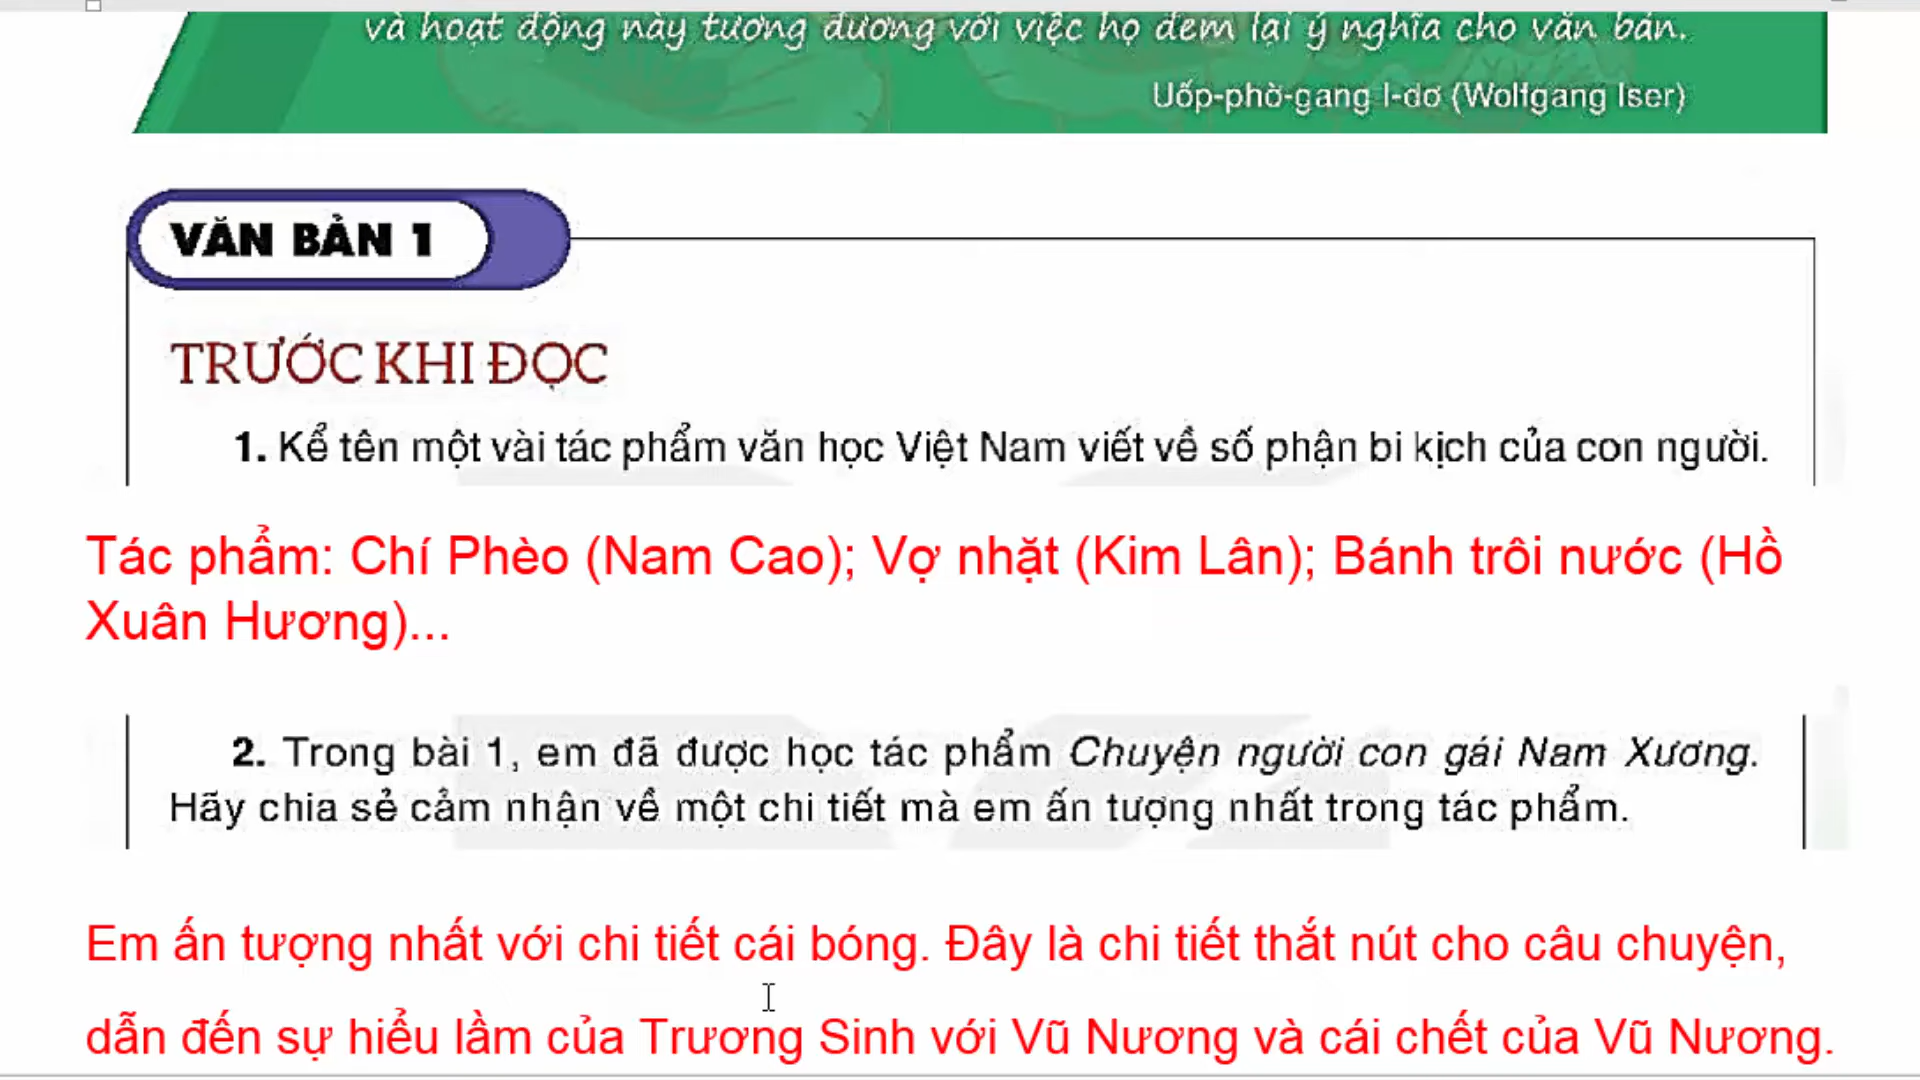 và hoạt động này tương đương với việc họ đem lại ý nghĩa cho văn bản.
Uốp-phờ-gang I-dơ (Wolfgang Iser)
VĂN BẢN 1
TRƯỚC KHI ĐỌC
1. Kể tên một vài tác phẩm văn học Việt Nam viết về số phận bi kịch của con người.
Tác phẩm: Chí Phèo (Nam Cao); Vợ nhặt (Kim Lân); Bánh trôi nước (Hồ
Xuân Hương)...
2. Trong bài 1, em đã được học tác phẩm Chuyện người con gái Nam Xương.
Hãy chia sẻ cảm nhận về một chi tiết mà em ấn tượng nhất trong tác phẩm.
Em ấn tượng nhất với chi tiết cái bóng. Đây là chi tiết thắt nút cho câu chuyện,
dẫn đến sự hiểu lầm của Trương Sinh với Vũ Nương và cái chết của Vũ Nương.